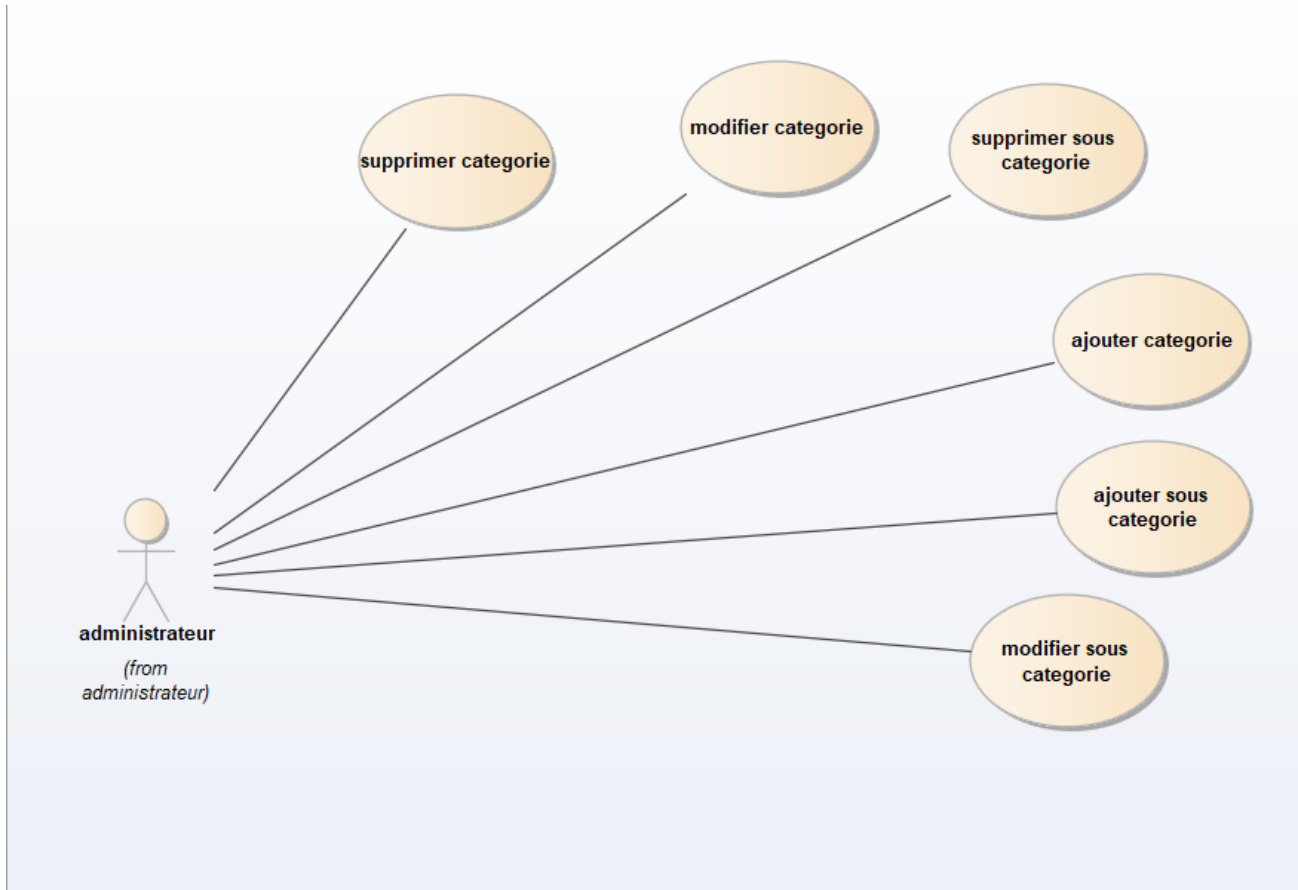 supprimer categorie
modifier categorie
supprimer sous
categorie
ajouter categorie
ajouter sous
categorie
modifier sous
categorie
administrateur
(from
administrateur)